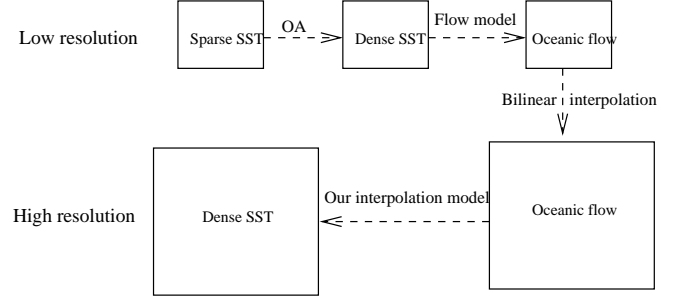 Low resolution
Sparse SST
OA
Dense SST
Flow model
Oceanic flow
Bilinear interpolation
High resolution
Dense SST
Our interpolation model
Oceanic flow